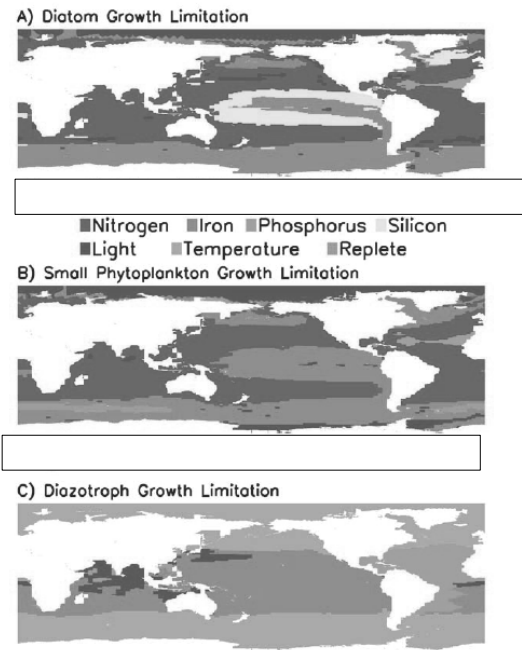 A) Diatom Growth Limitation
Nitrogen Iron Phosphorus Silicon
Light Temperature Replete
B) Small Phytoplankton Growth Limitation
C) Diazotroph Growth Limitation